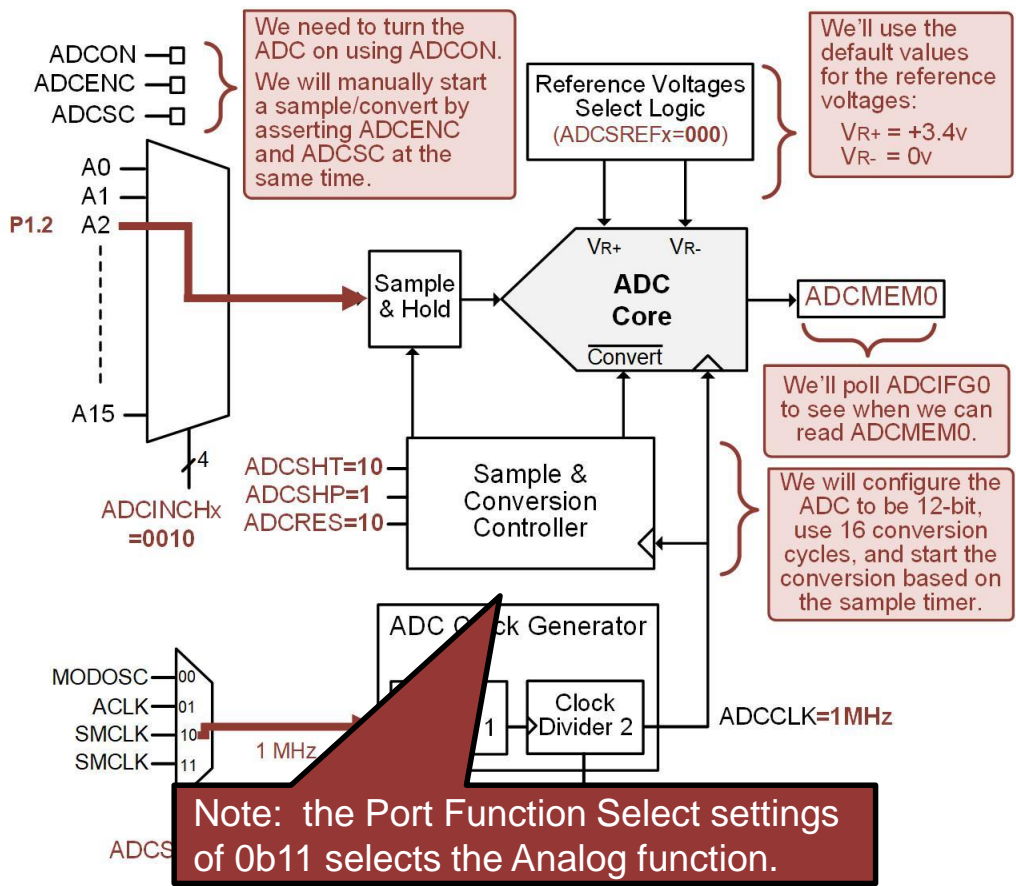 ADCON
ADCENC
ADCSC
We need to turn the
ADC on using ADCON.
We will manually start
a sample/convert by
asserting ADCENC
and ADCSC at the
same time.
Reference Voltages
Select Logic
(ADCSREFx=000)
We'll use the
default values
for the reference
voltages:
VR+ = +3.4v
VR- = 0v
A0
A1
P1.2 A2
A15
4
ADCINCHx
=0010
Sample
& Hold
VR+ VR-
ADC
Core
Convert
ADCMEM0
We'll poll ADCIFG0
to see when we can
read ADCMEM0.
ADCSHT=10
ADCSHP=1
ADCRES=10
Sample &
Conversion
Controller
We will configure the
ADC to be 12-bit,
use 16 conversion
cycles, and start the
conversion based on
the sample timer.
ADC Generator
MODOSC 00
ACLK 01
SMCLK 10
SMCLK 11
1 MHz
1
Clock
Divider 2
ADCCLK=1MHz
Note: the Port Function Select settings
of 0b11 selects the Analog function.